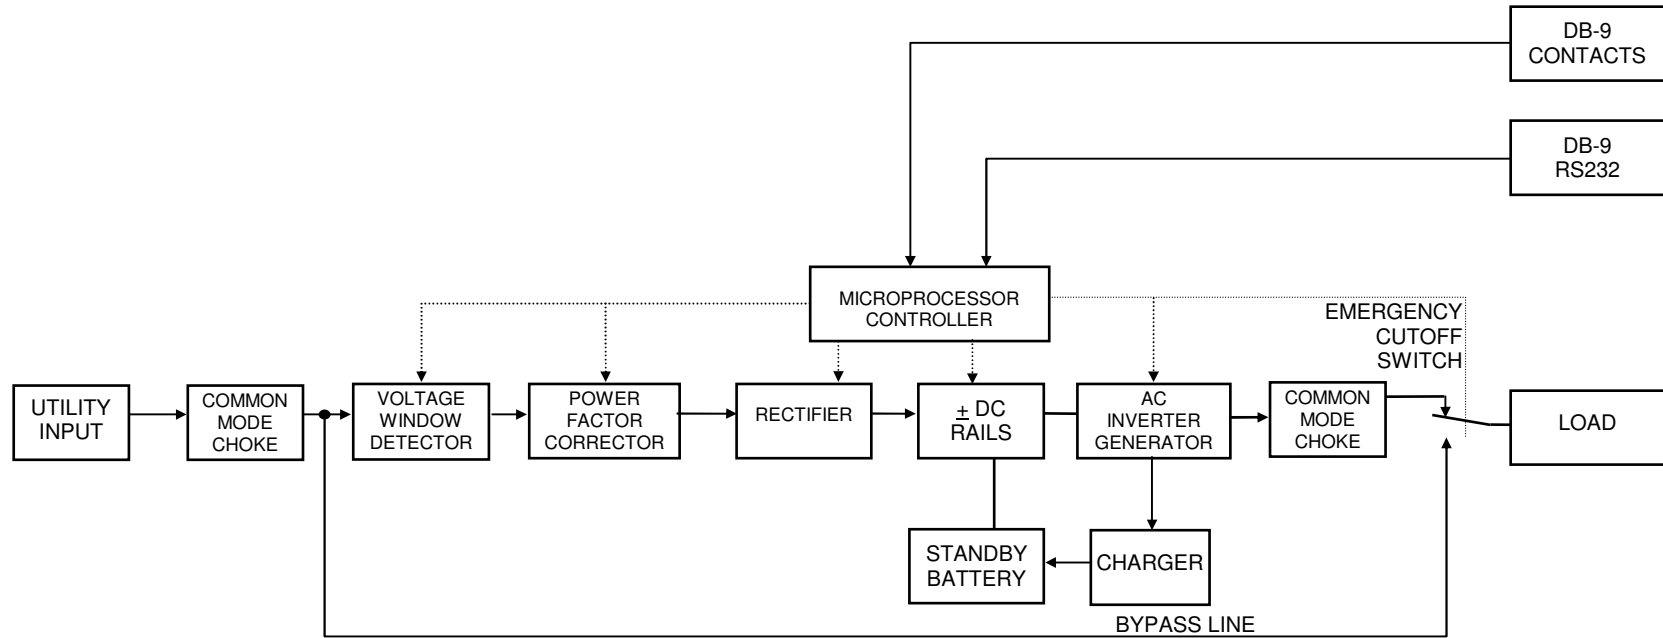 DB-9
CONTACTS
DB-9
RS232
MICROPROCESSOR
CONTROLLER
EMERGENCY
CUTOFF
SWITCH
UTILITY
INPUT
COMMON
MODE
CHOKE
VOLTAGE
WINDOW
DETECTOR
POWER
FACTOR
CORRECTOR
RECTIFIER
± DC
RAILS
AC
INVERTER
GENERATOR
COMMON
MODE
CHOKE
LOAD
STANDBY
BATTERY
CHARGER
BYPASS LINE